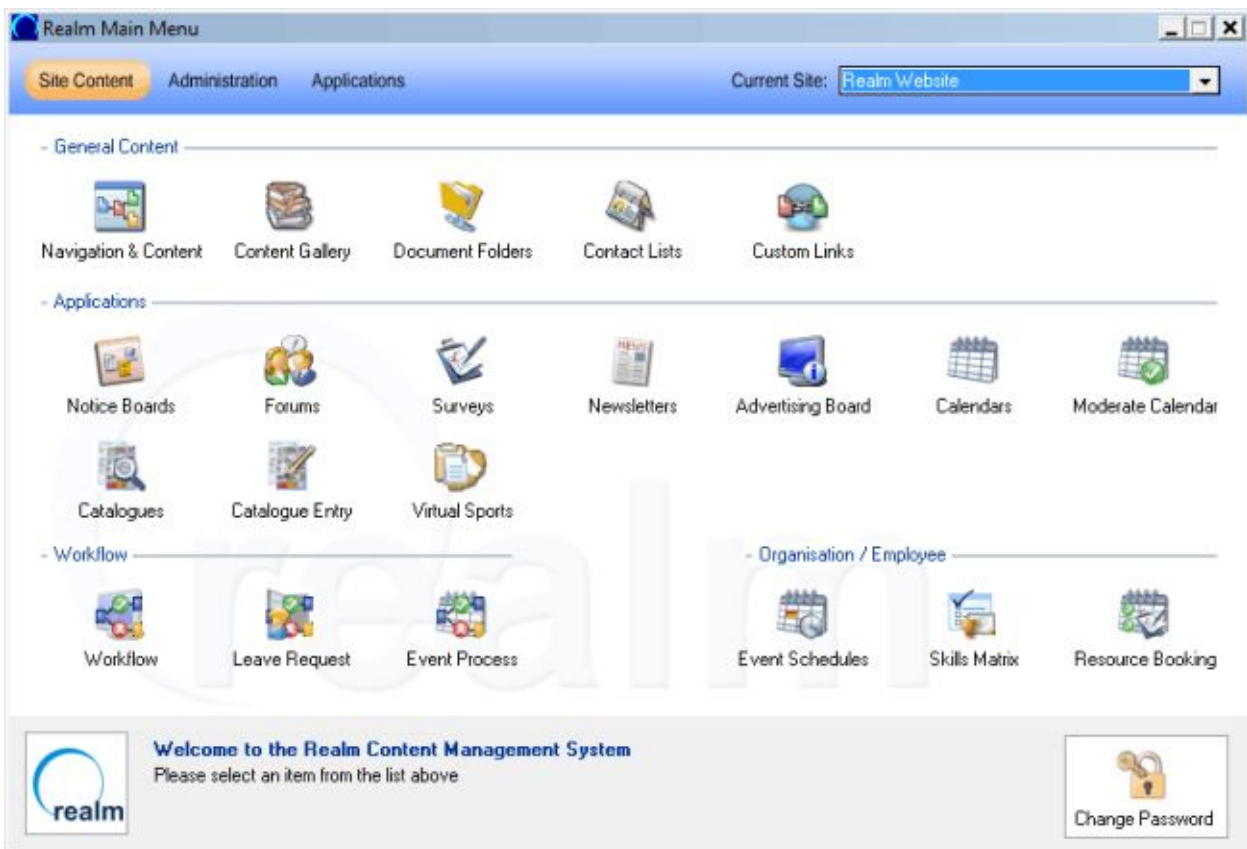 Realm Main Menu
Site Content Administration Applications Current Site: Realm Website
General Content
Navigation & Content Content Gallery Document Folders Contact Lists Custom Links
Applications
NEWS
Notice Boards Forums Surveys Newsletters Advertising Board Calendars Moderate Calendar
Catalogues Catalogue Entry Virtual Sports
realm
Workflow Organisation / Employee
Workflow Leave Request Event Process Event Schedules Skills Matrix Resource Booking
Welcome to the Realm Content Management System
Please select an item from the list above
realm
Change Password